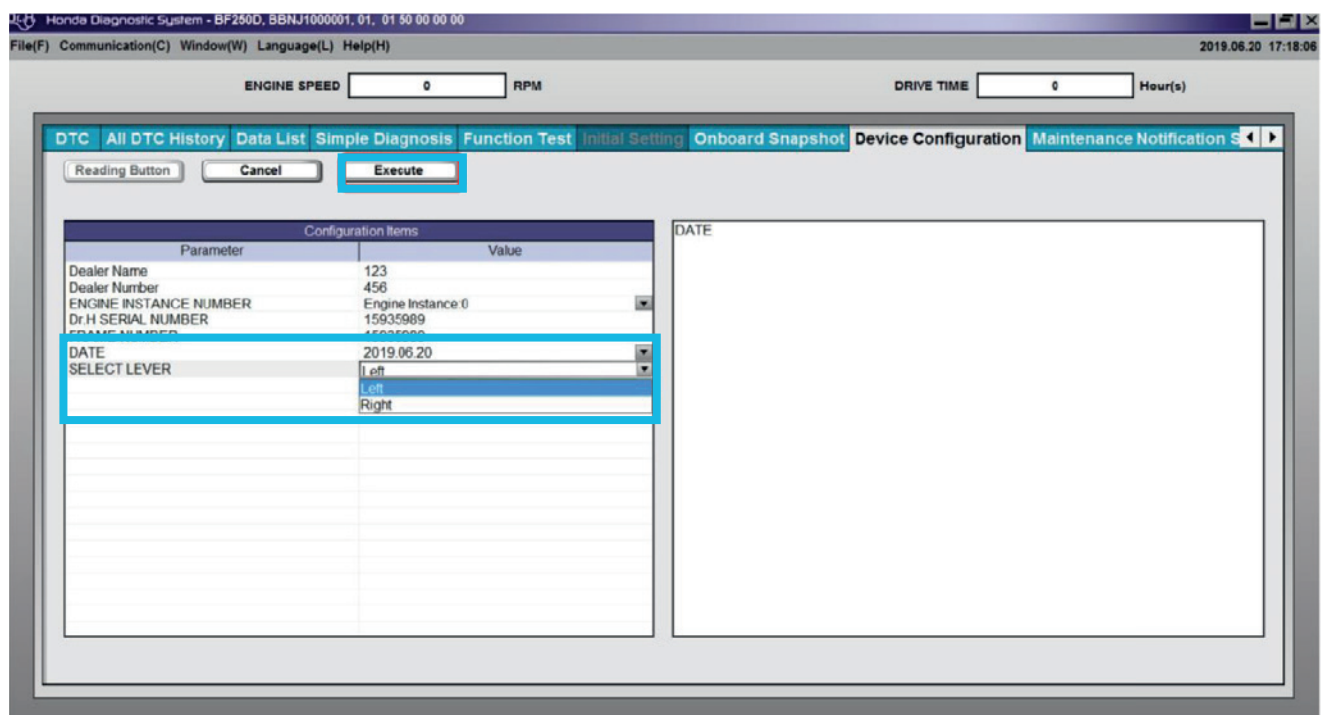 Honda Diagnostic System - BF250D, BBNJ1000001, 01, 01 50 00 00 00
File(F) Communication(C) Window(W) Language(L) Help(H) 2019.06.20 17:18:06
ENGINE SPEED 0 RPM DRIVE TIME 0 Hour(s)
DTC All DTC History Data List Simple Diagnosis Function Test Initial Setting Onboard Snapshot Device Configuration Maintenance Notification S
Reading Button Cancel Execute
Configuration Items
Parameter Value
Dealer Name 123
Dealer Number 456
ENGINE INSTANCE NUMBER Engine Instance:0
Dr.H SERIAL NUMBER 15935989
FRAME NUMBER 15935989
DATE 2019.06.20
SELECT LEVER Left
Left
Right
DATE